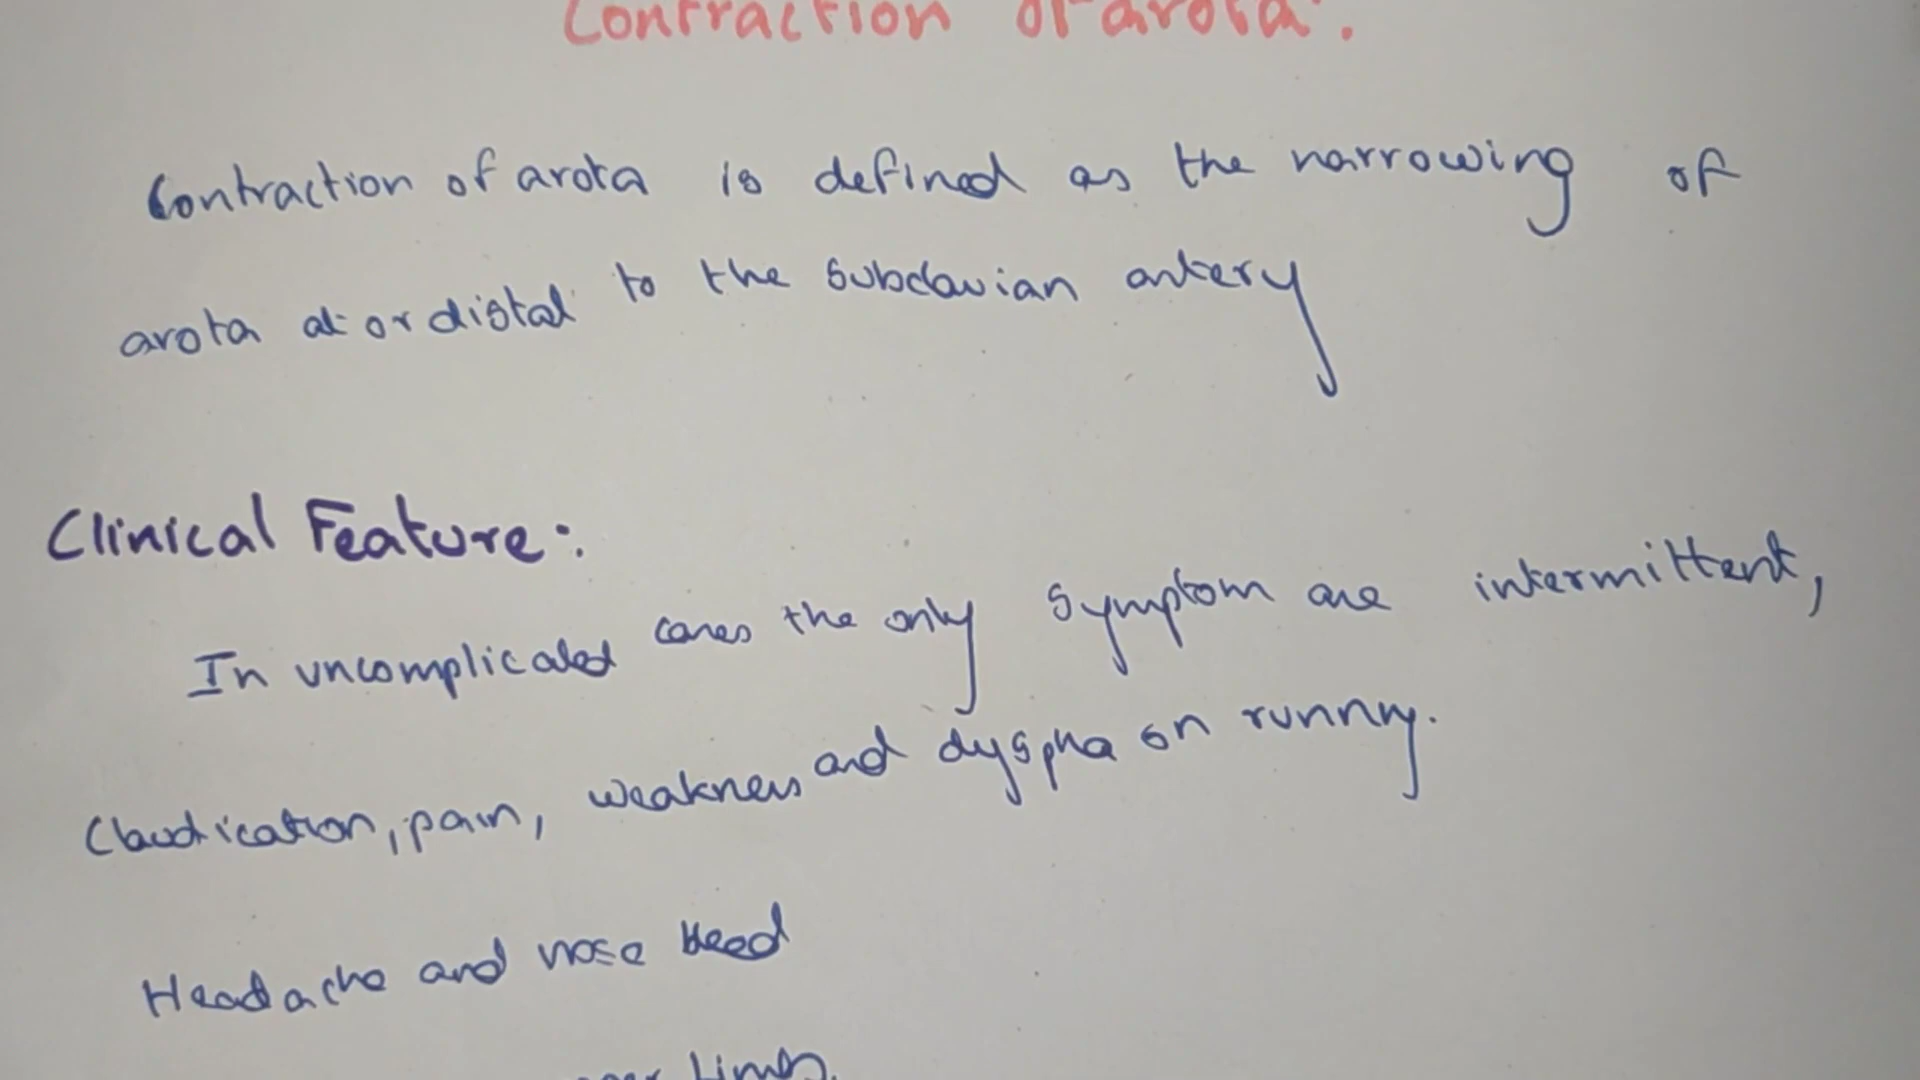 Contraction of arota:
Contraction of arota is defined as the narrowing of
arota at or distal to the subclavian artery
Clinical Feature:
In uncomplicated cases the only symptom are intermittent,
Claudication, pain, weakness and dyspna on running.
Headache and nose bleed
Limb